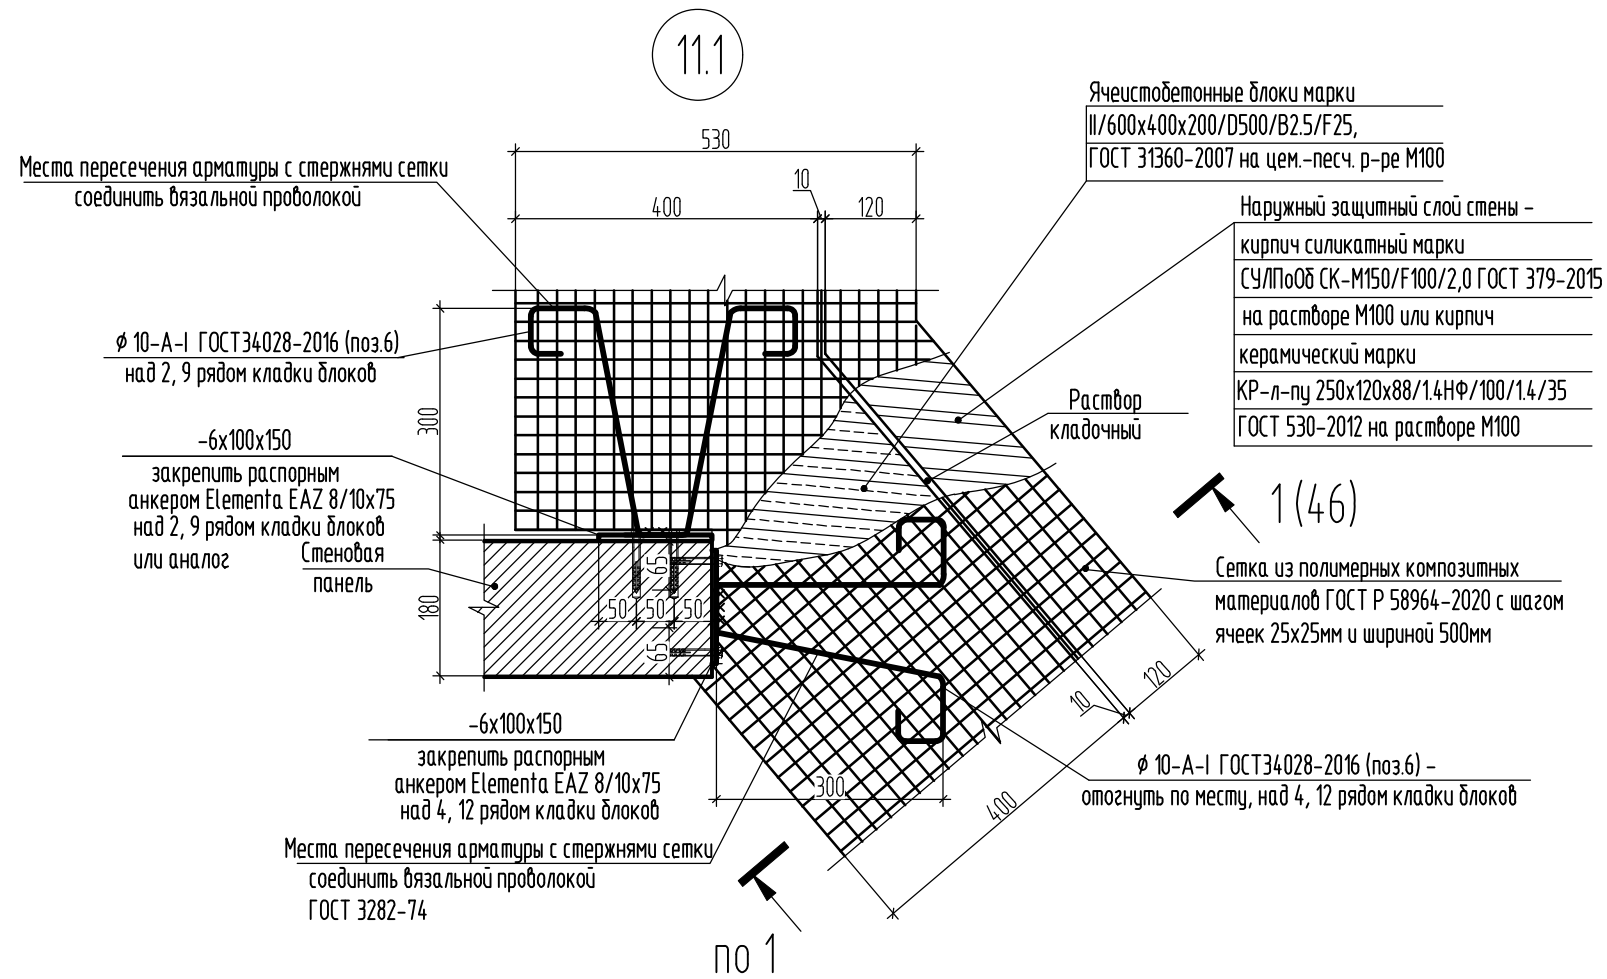 11.1
530
400
10
120
Места пересечения арматуры с стержнями сетки
соединить вязальной проволокой
Ячеистобетонные блоки марки
II/600х400х200/D500/В2.5/F25,
ГОСТ 31360-2007 на цем.-песч. р-ре М100
Наружный защитный слой стены -
кирпич силикатный марки
СУЛПоОб СК-М150/F100/2,0 ГОСТ 379-2015
на растворе М100 или кирпич
керамический марки
КР-л-пу 250х120х88/1.4НФ/100/1.4/35
ГОСТ 530-2012 на растворе М100
ϕ 10-А-I ГОСТ34028-2016 (поз.6)
над 2, 9 рядом кладки блоков
300
Раствор
кладочный
-6х100х150
закрепить распорным
анкером Elementa EAZ 8/10х75
над 2, 9 рядом кладки блоков
или аналог
Стеновая
панель
180
65
50
50
50
65
1 (46)
Сетка из полимерных композитных
материалов ГОСТ Р 58964-2020 с шагом
ячеек 25х25мм и шириной 500мм
120
10
400
300
-6х100х150
закрепить распорным
анкером Elementa EAZ 8/10х75
над 4, 12 рядом кладки блоков
ϕ 10-А-I ГОСТ34028-2016 (поз.6) -
отогнуть по месту, над 4, 12 рядом кладки блоков
Места пересечения арматуры с стержнями сетки
соединить вязальной проволокой
ГОСТ 3282-74
по 1